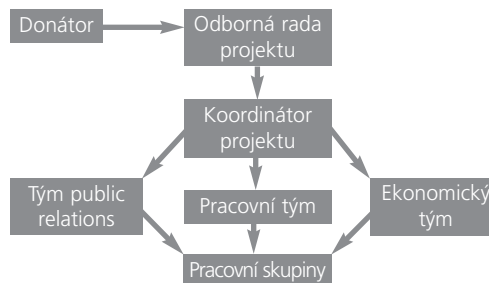 Donátor
Odborná rada
projektu
Koordinátor
projektu
Tým public
relations
Pracovní tým
Ekonomický
tým
Pracovní skupiny